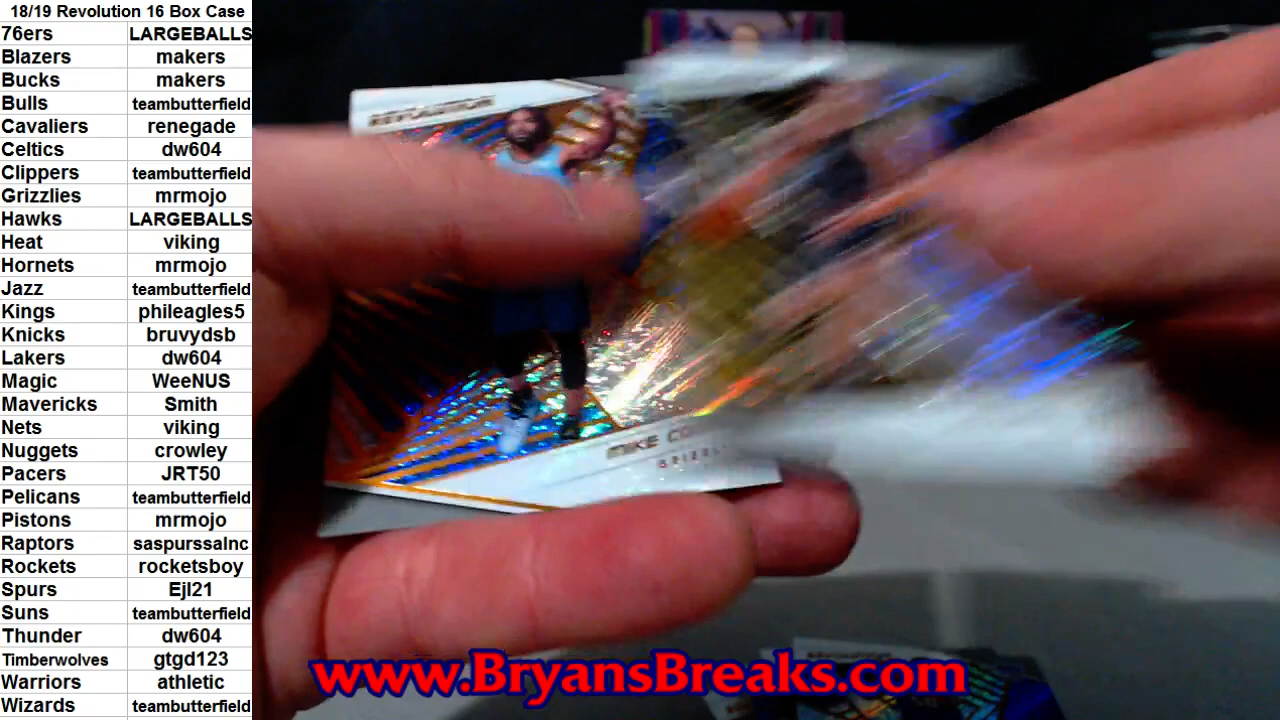 18/19 Revolution 16 Box Case
76ers LARGEBALLS
Blazers makers
Bucks makers
Bulls teambutterfield
Cavaliers renegade
Celtics dw604
Clippers teambutterfield
Grizzlies mrmojo
Hawks LARGEBALLS
Heat viking
Hornets mrmojo
Jazz teambutterfield
Kings phileagles5
Knicks bruvydsb
Lakers dw604
Magic WeeNUS
Mavericks Smith
Nets viking
Nuggets crowley
Pacers JRT50
Pelicans teambutterfield
Pistons mrmojo
Raptors saspurssalnc
Rockets rocketsboy
Spurs Ejl21
Suns teambutterfield
Thunder dw604
Timberwolves gtgd123
Warriors athletic
Wizards teambutterfield
REVOLUTION
MIKE
www.BryansBreaks.com